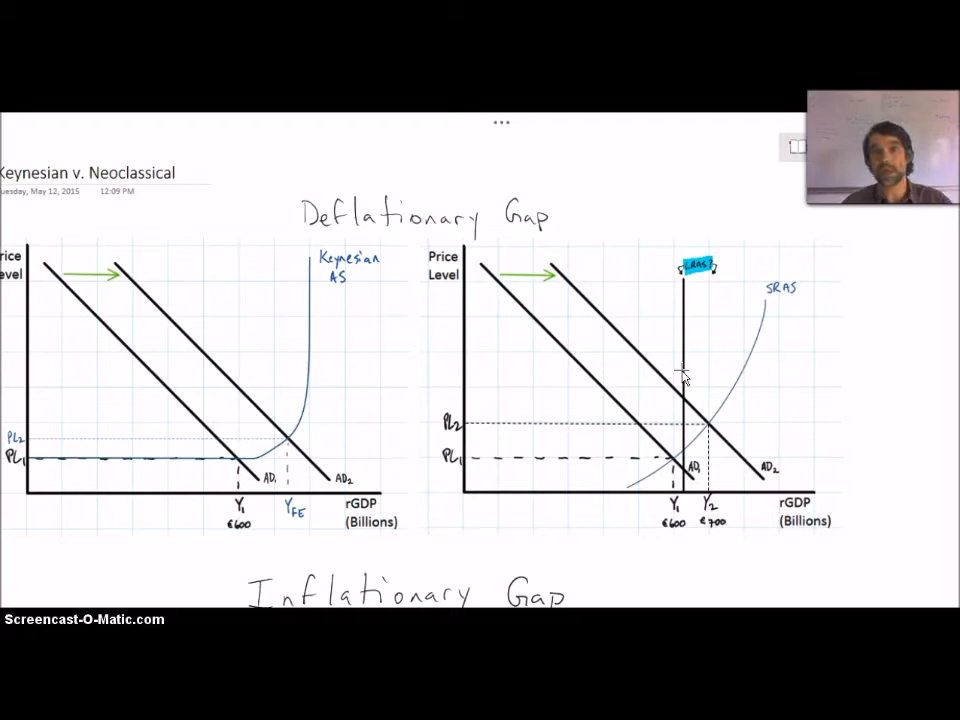 Keynesian v. Neoclassical
Tuesday, May 12, 2015 12:09 PM
Deflationary Gap
Price
Level
Keynesian
AS
PL2
PL1
AD1
AD2
Y1
€600
YFE
rGDP
(Billions)
Price
Level
LRAS?
SRAS
PL2
PL1
AD1
AD2
Y1
€600
Y2
€700
rGDP
(Billions)
Inflationary Gap
Screencast-O-Matic.com